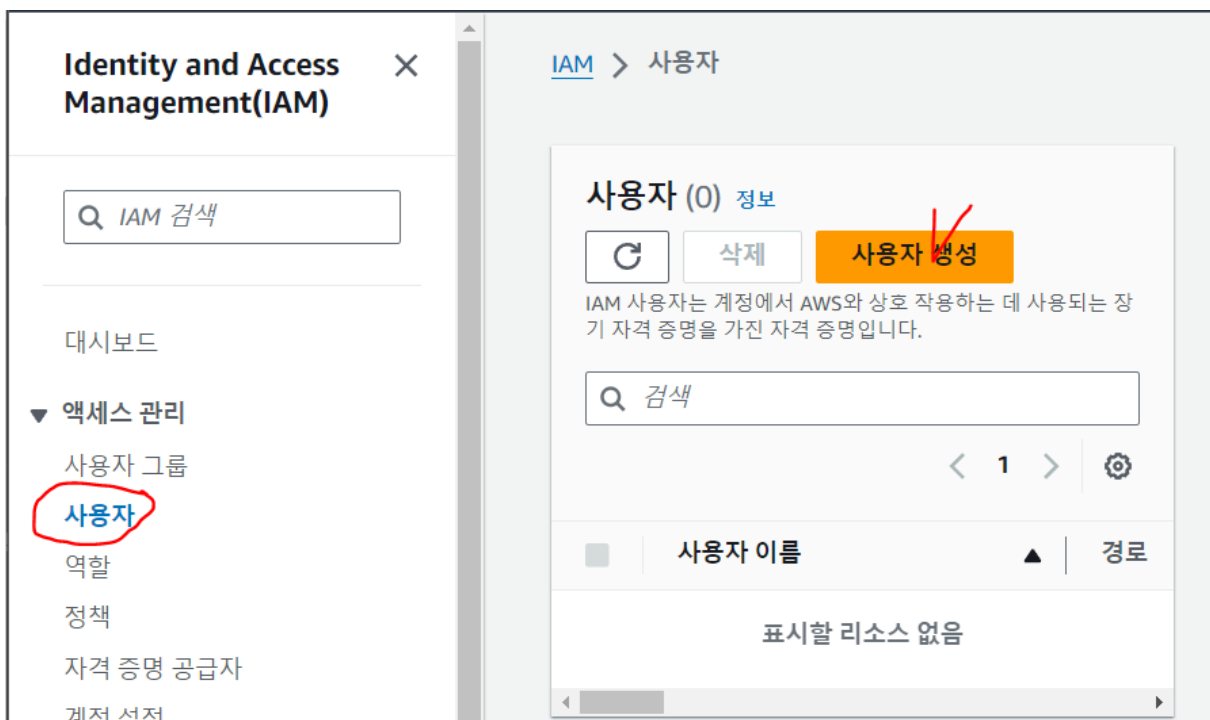 Identity and Access
Management(IAM)
IAM 검색
대시보드
액세스 관리
사용자 그룹
사용자
역할
정책
자격 증명 공급자
계정 설정
IAM > 사용자
사용자 (0) 정보
삭제
사용자 생성
IAM 사용자는 계정에서 AWS와 상호 작용하는 데 사용되는 장
기 자격 증명을 가진 자격 증명입니다.
검색
1
사용자 이름
경로
표시할 리소스 없음